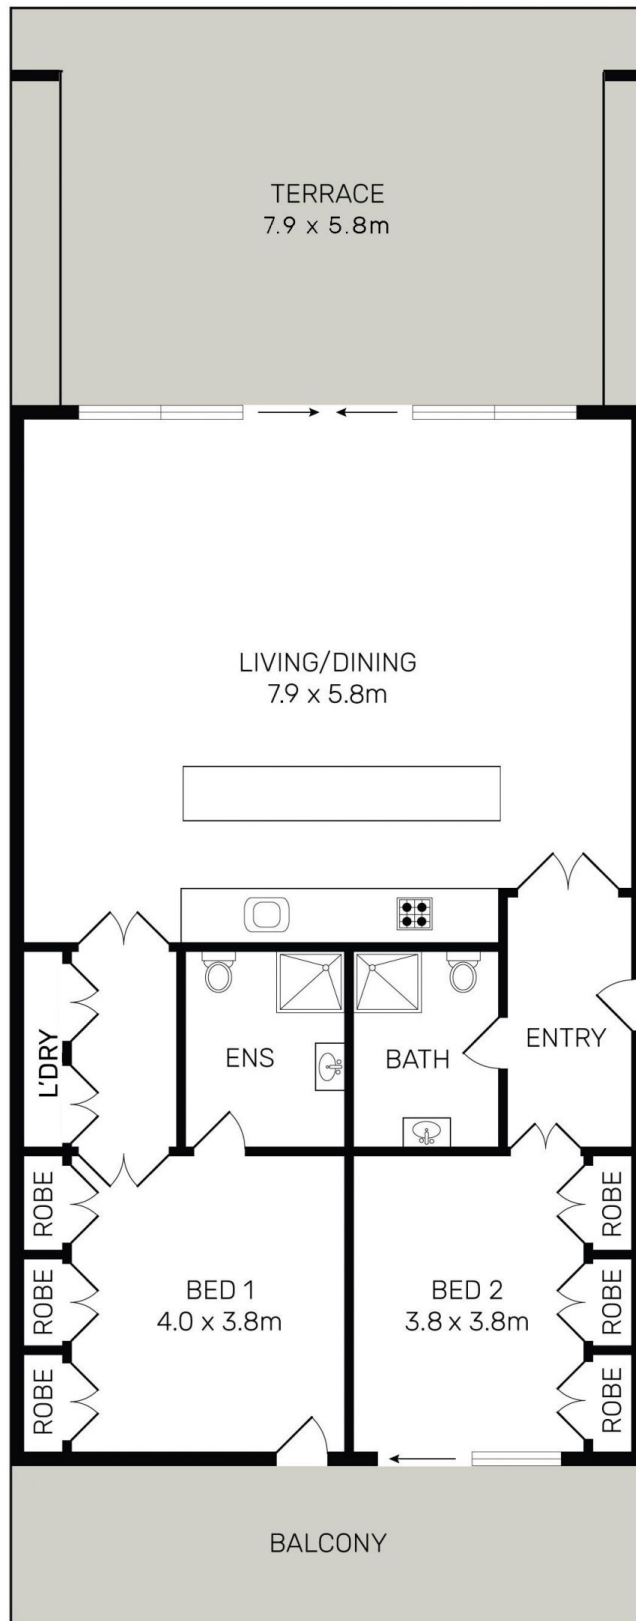 TERRACE
7.9 x 5.8m
LIVING/DINING
7.9 x 5.8m
L'DRY
ENS
BATH
ENTRY
ROBE
ROBE
ROBE
BED 1
4.0 x 3.8m
BED 2
3.8 x 3.8m
ROBE
ROBE
ROBE
BALCONY